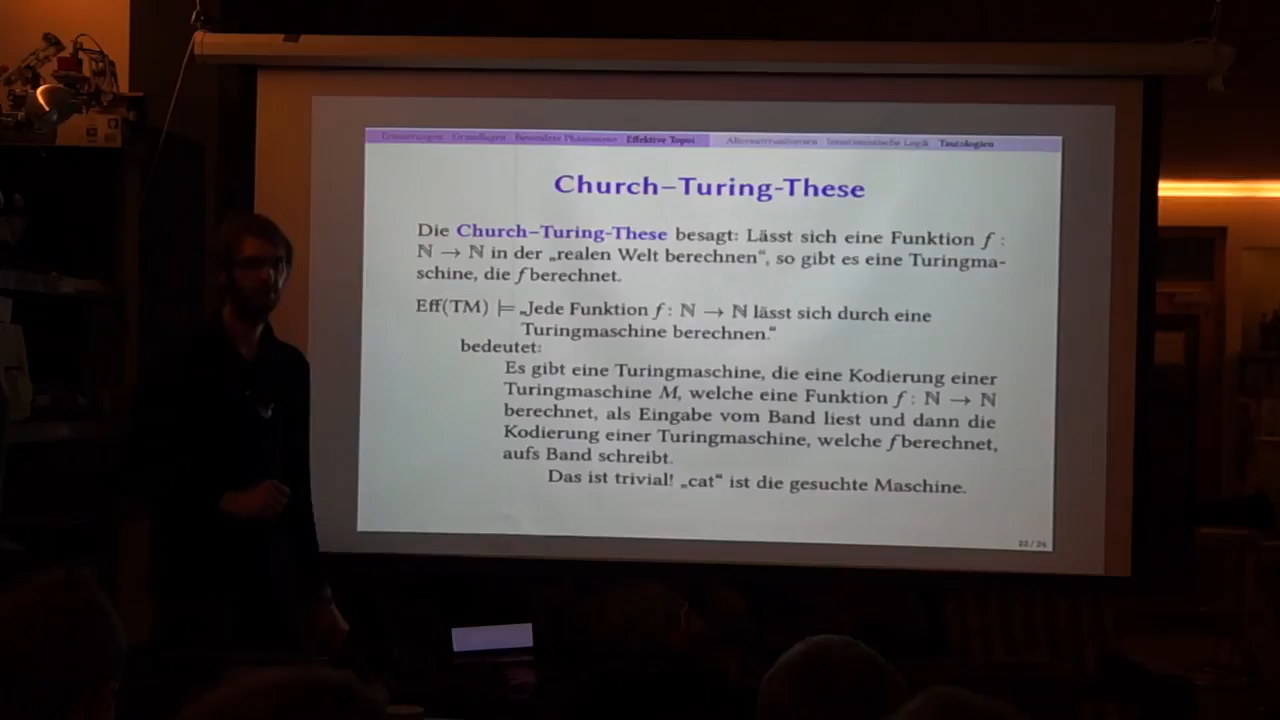 Erinnerungen Grundlagen Besondere Phänomene Effektive Topoi Alternativuniversen Intuitionistische Logik Tautologien
Church–Turing-These
Die Church–Turing-These besagt: Lässt sich eine Funktion f :
ℕ → ℕ in der „realen Welt berechnen“, so gibt es eine Turingma-
schine, die f berechnet.
Eff(TM) ⊨ „Jede Funktion f : ℕ → ℕ lässt sich durch eine
Turingmaschine berechnen.“
bedeutet:
Es gibt eine Turingmaschine, die eine Kodierung einer
Turingmaschine M, welche eine Funktion f : ℕ → ℕ
berechnet, als Eingabe vom Band liest und dann die
Kodierung einer Turingmaschine, welche f berechnet,
aufs Band schreibt.
Das ist trivial! „cat“ ist die gesuchte Maschine.
22 / 24